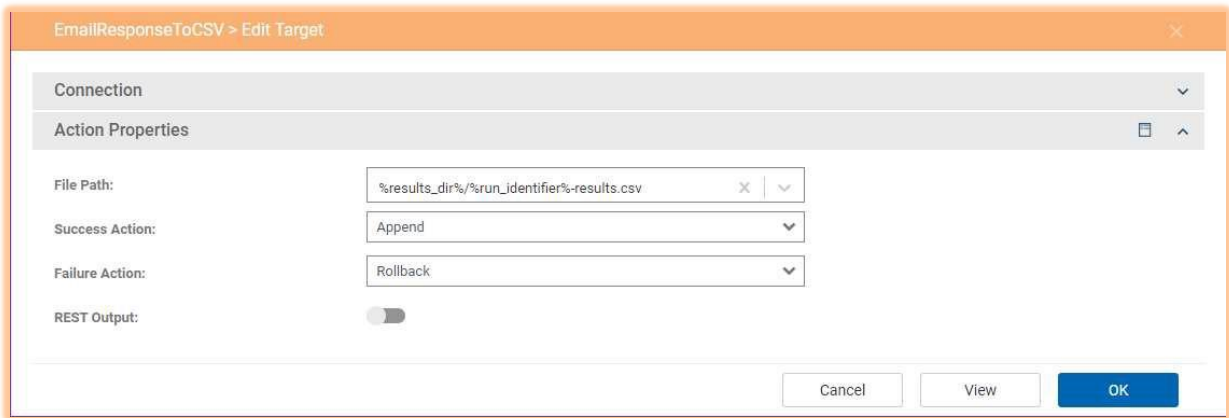 EmailResponseToCSV > Edit Target
Connection
Action Properties
File Path: %results_dir%/%run_identifier%-results.csv
Success Action: Append
Failure Action: Rollback
REST Output:
Cancel View OK